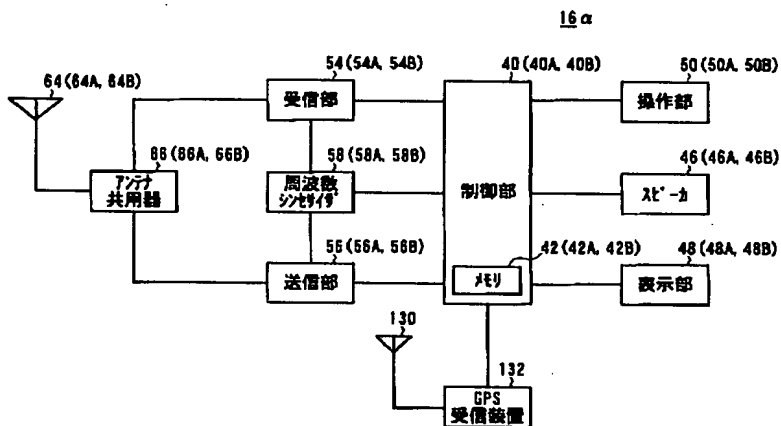 16α
64(64A, 64B)
54(54A, 54B)
受信部
40(40A, 40B)
制御部
50(50A, 50B)
操作部
66(66A, 66B)
アンテナ
共用器
58(58A, 58B)
周波数
シンセサイザ
46(46A, 46B)
スピーカ
56(56A, 56B)
送信部
42(42A, 42B)
メモリ
48(48A, 48B)
表示部
130
132
GPS
受信装置